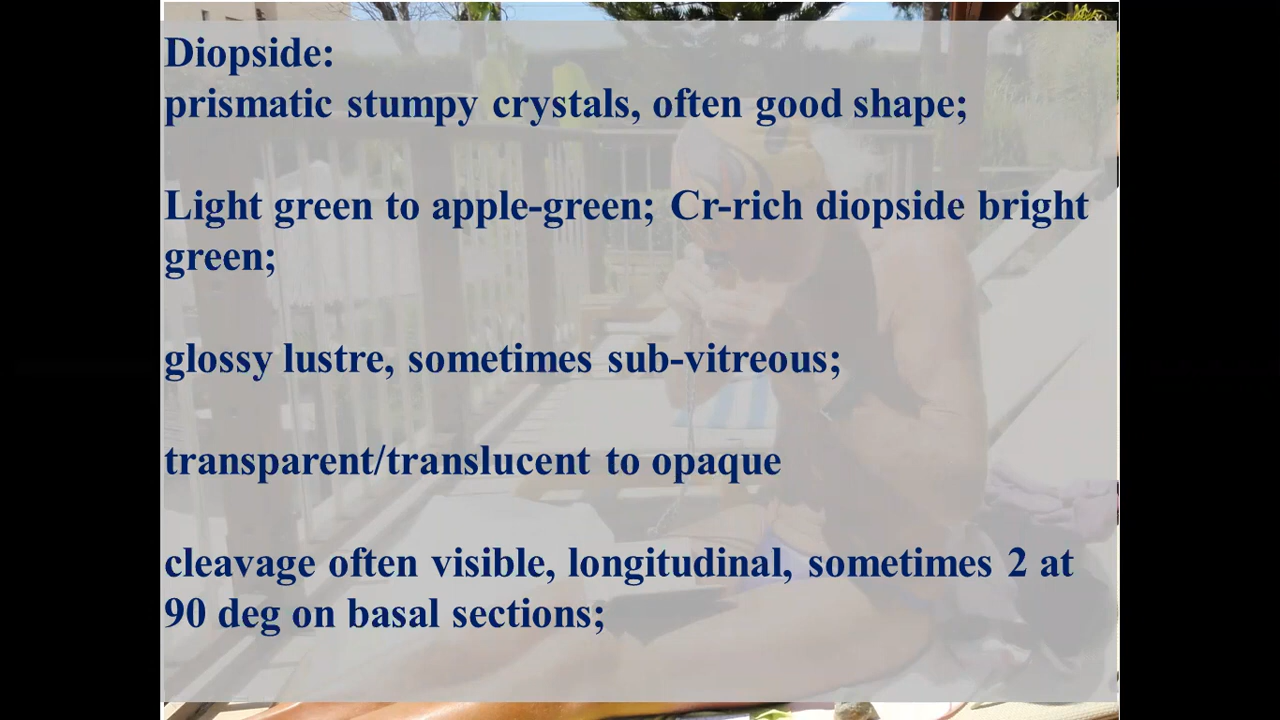 Diopside:
prismatic stumpy crystals, often good shape;
Light green to apple-green; Cr-rich diopside bright
green;
glossy lustre, sometimes sub-vitreous;
transparent/translucent to opaque
cleavage often visible, longitudinal, sometimes 2 at
90 deg on basal sections;